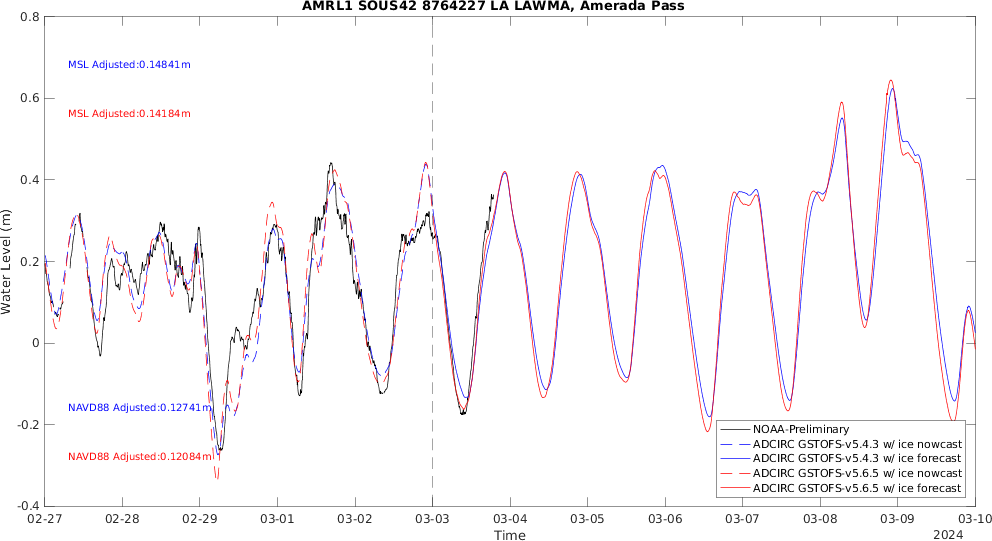 AMRL1 SOUS42 8764227 LA LAWMA, Amerada Pass
0.8
0.6
0.4
0.2
0
-0.2
-0.4
Water Level (m)
MSL Adjusted:0.14841m
MSL Adjusted:0.14184m
NAVD88 Adjusted:0.12741m
NAVD88 Adjusted:0.12084m
NOAA-Preliminary
ADCIRC GSTOFS-v5.4.3 w/ ice nowcast
ADCIRC GSTOFS-v5.4.3 w/ ice forecast
ADCIRC GSTOFS-v5.6.5 w/ ice nowcast
ADCIRC GSTOFS-v5.6.5 w/ ice forecast
02-27 02-28 02-29 03-01 03-02 03-03 03-04 03-05 03-06 03-07 03-08 03-09 03-10
Time
2024